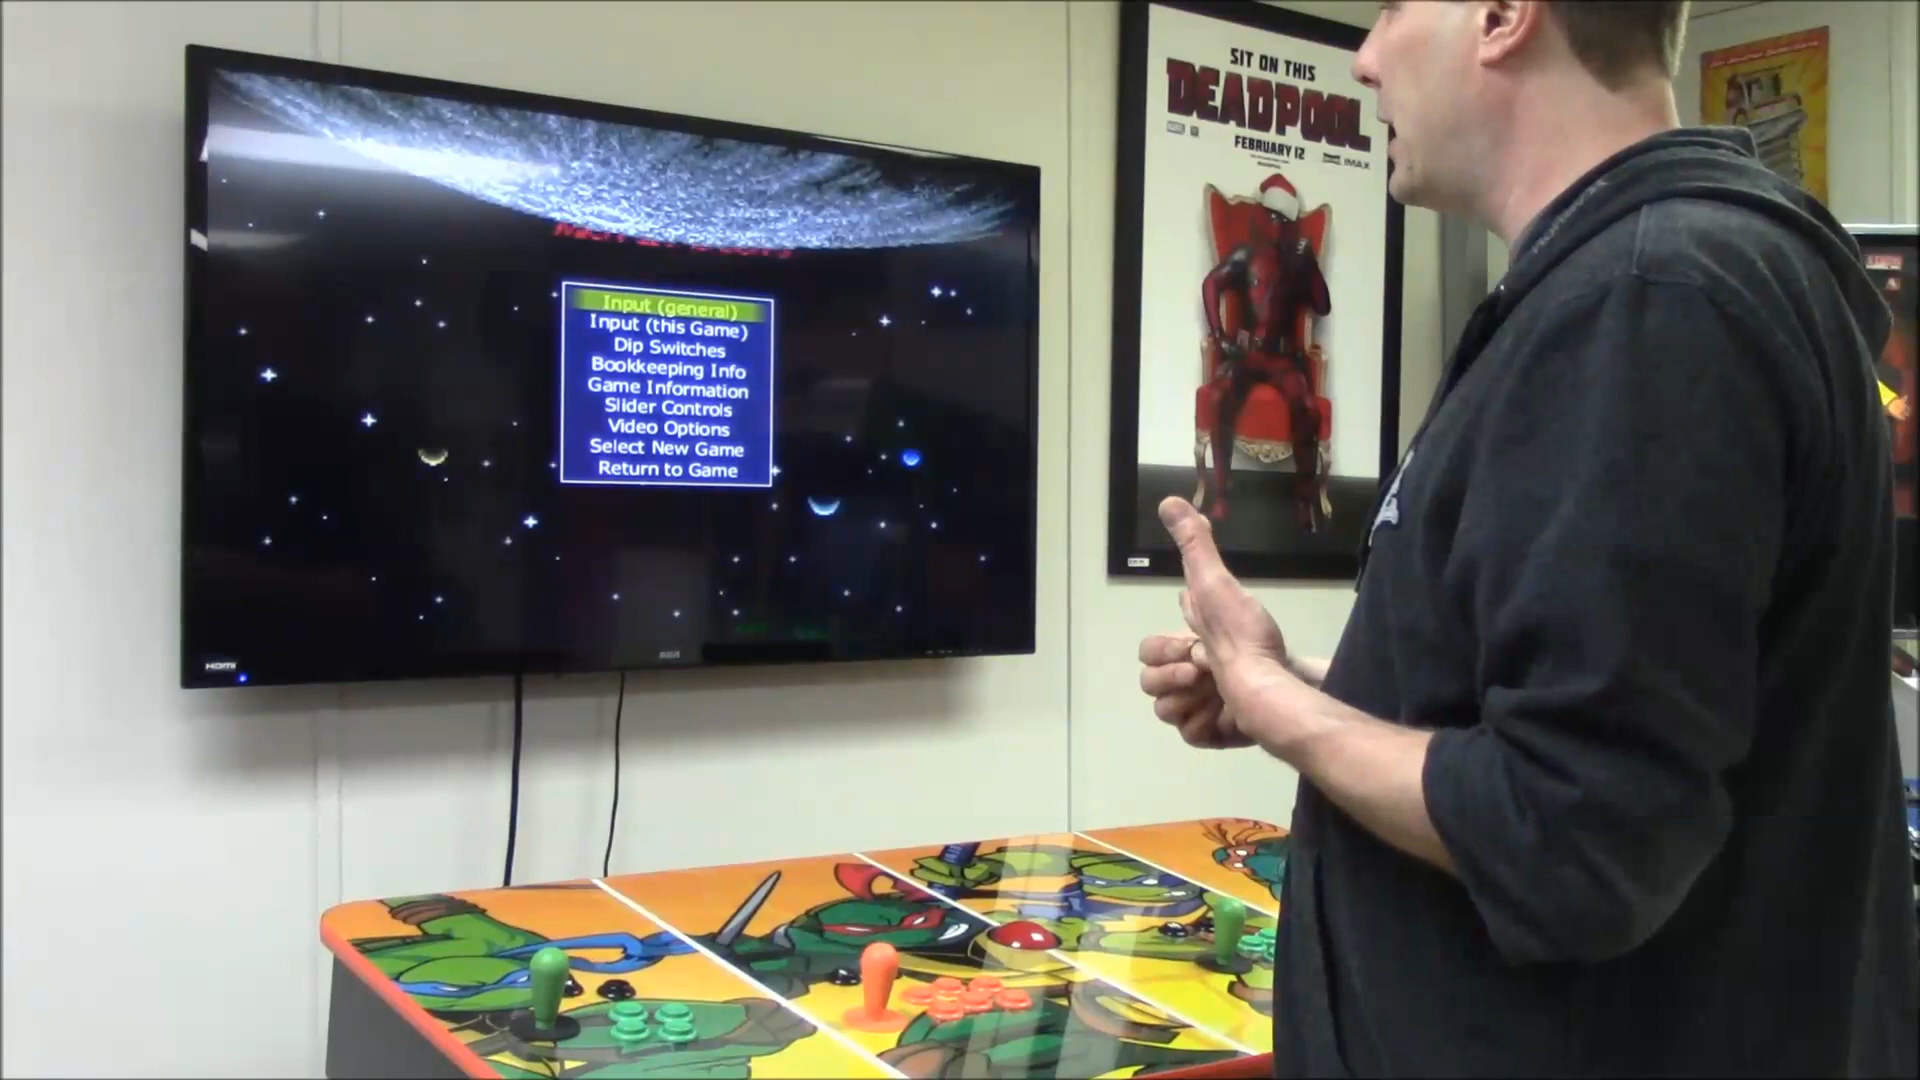 Input (general)
Input (this Game)
Dip Switches
Bookkeeping Info
Game Information
Slider Controls
Video Options
Select New Game
Return to Game
HDMI
SIT ON THIS
DEADPOOL
FEBRUARY 12
IMAX